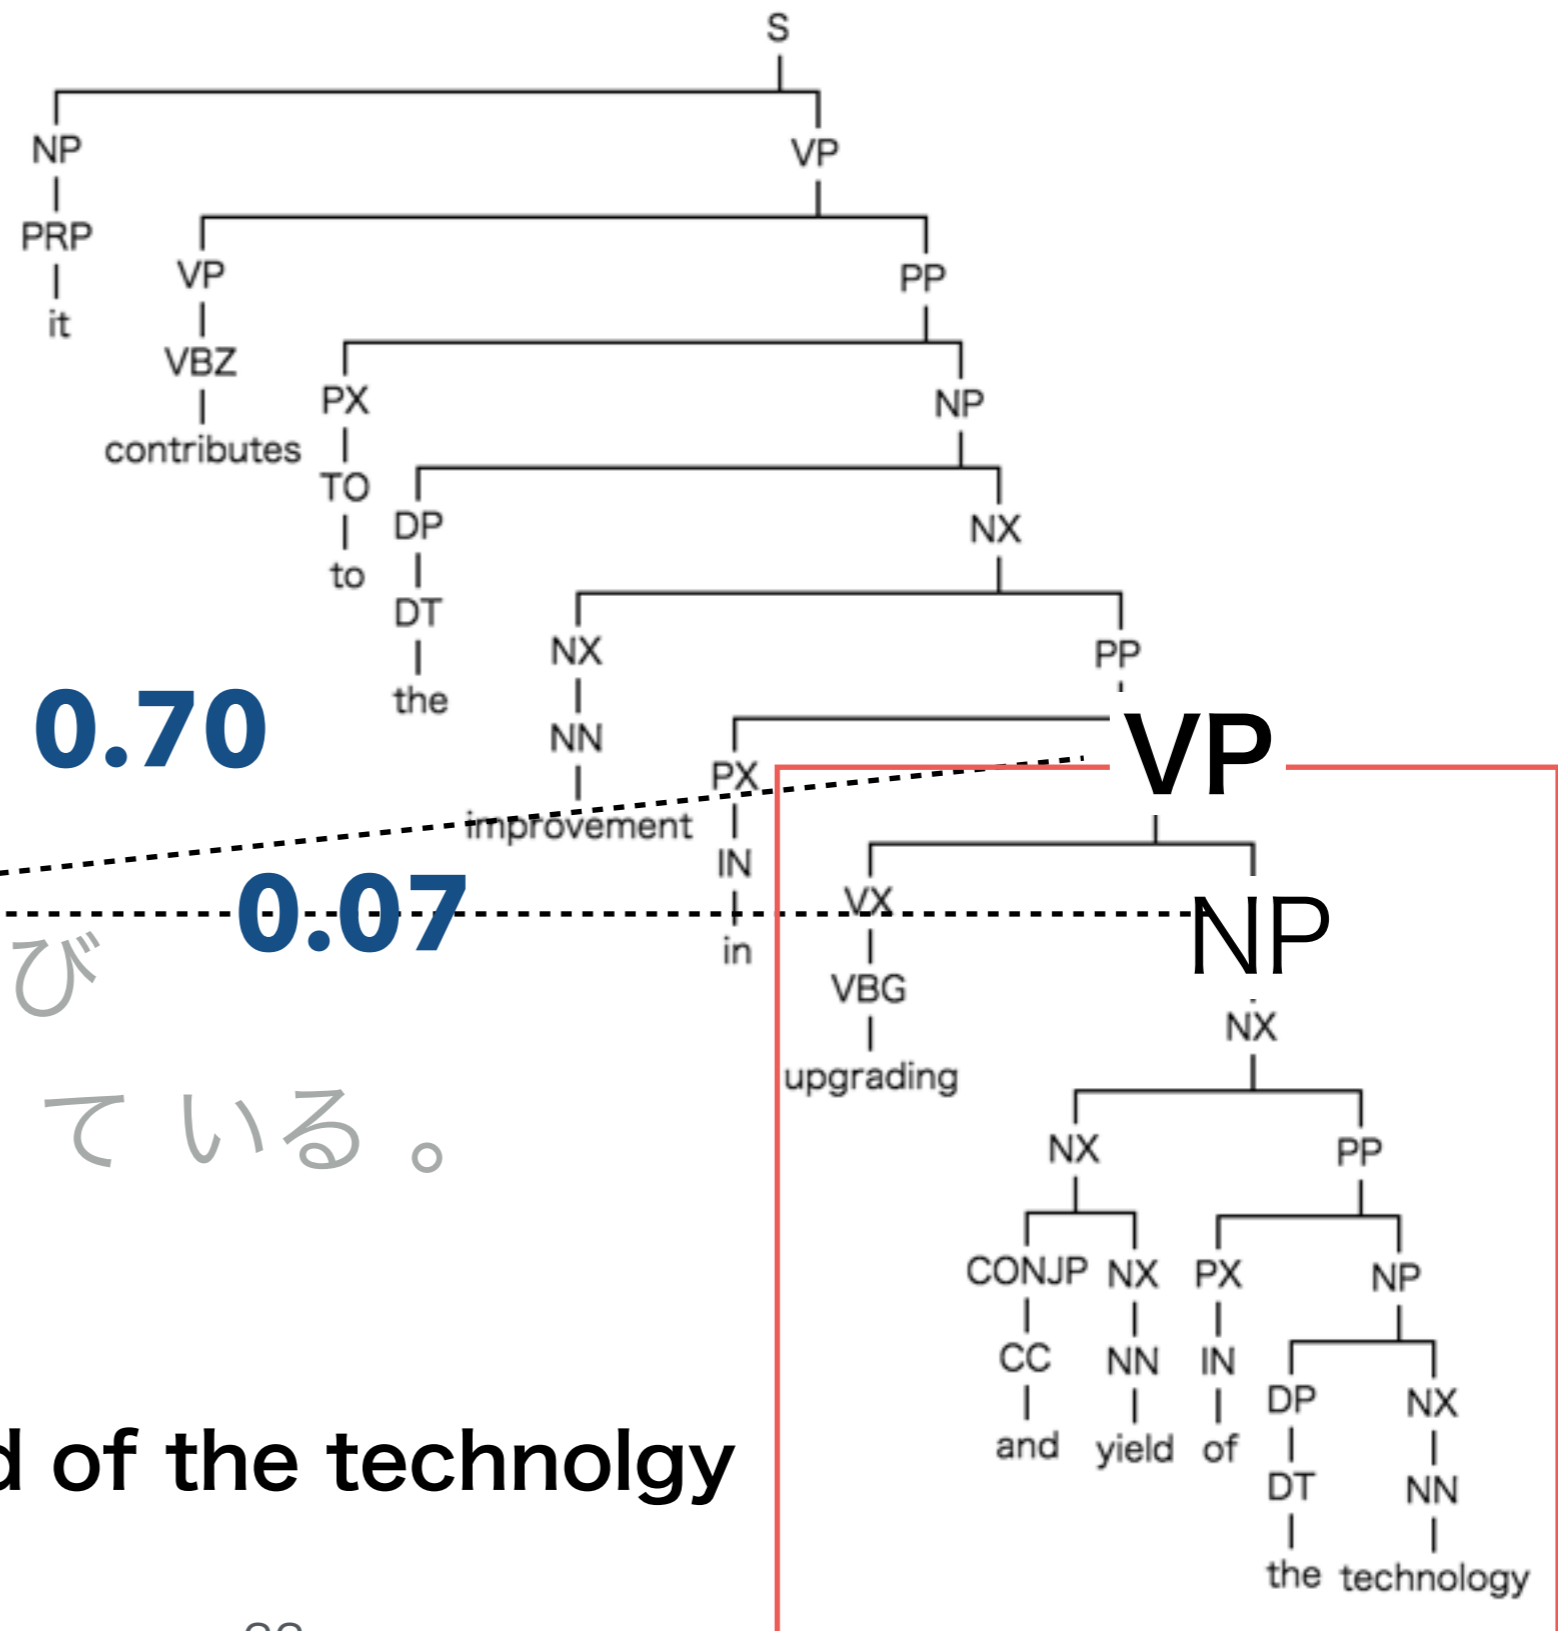 S
NP VP
PRP
VP PP
it
VBZ
PX NP
contributes
TO
DP NX
to
DT
NX PP
the
0.70
NN VP
PX
improvement
IN
0.07
VX NP
in
び
VBG
NX
upgrading
て いる 。
NX PP
CONJP NX PX NP
CC NN IN
DP NX
and yield of
d of the technolgy
DT NN
the technology